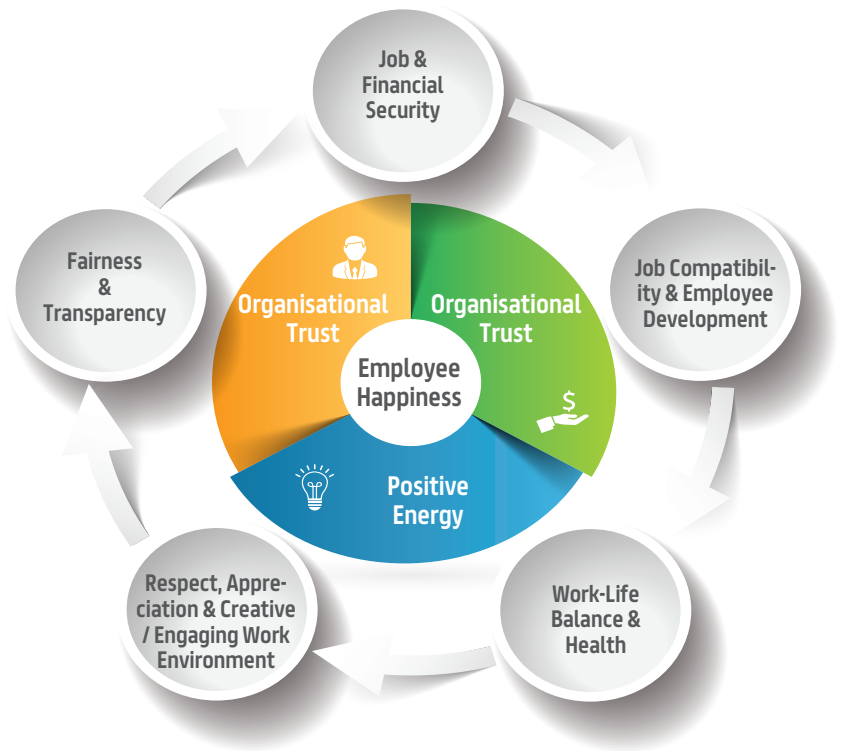 Job &
Financial
Security
Fairness
&
Transparency
Job Compatibil-
ity & Employee
Development
Organisational
Trust
Organisational
Trust
Employee
Happiness
$
Positive
Energy
Respect, Appre-
ciation & Creative
/ Engaging Work
Environment
Work-Life
Balance &
Health